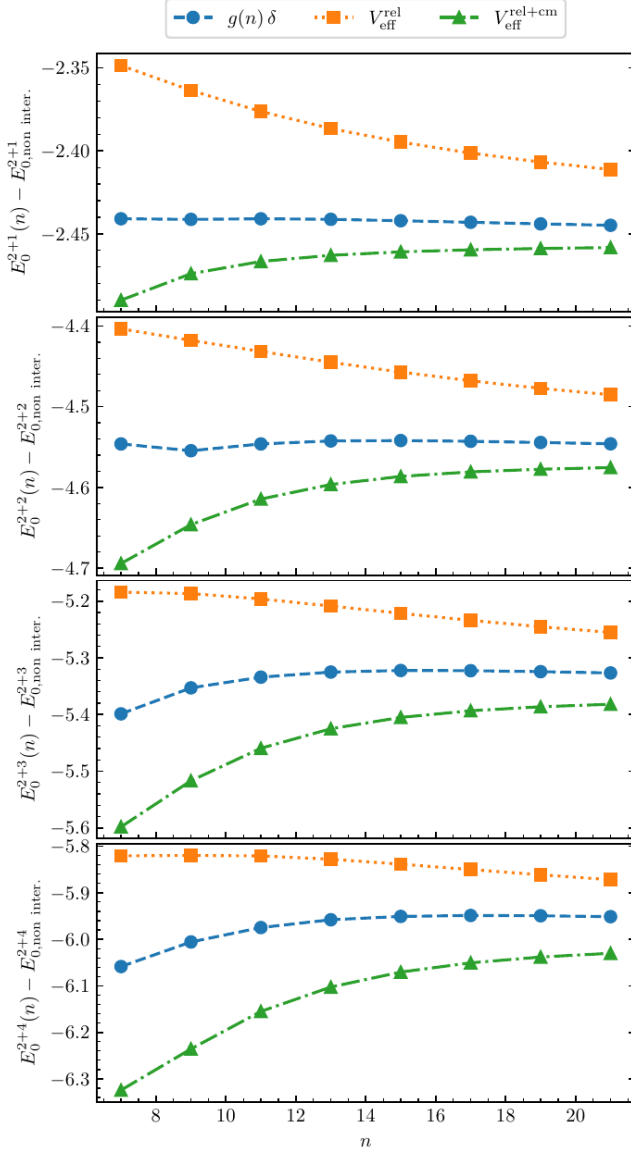 g(n) δ V_eff^rel V_eff^rel+cm
E_0^{2+1}(n) − E_{0,non inter.}^{2+1}
−2.35
−2.40
−2.45
E_0^{2+2}(n) − E_{0,non inter.}^{2+2}
−4.4
−4.5
−4.6
−4.7
E_0^{2+3}(n) − E_{0,non inter.}^{2+3}
−5.2
−5.3
−5.4
−5.5
−5.6
E_0^{2+4}(n) − E_{0,non inter.}^{2+4}
−5.8
−5.9
−6.0
−6.1
−6.2
−6.3
8 10 12 14 16 18 20
n